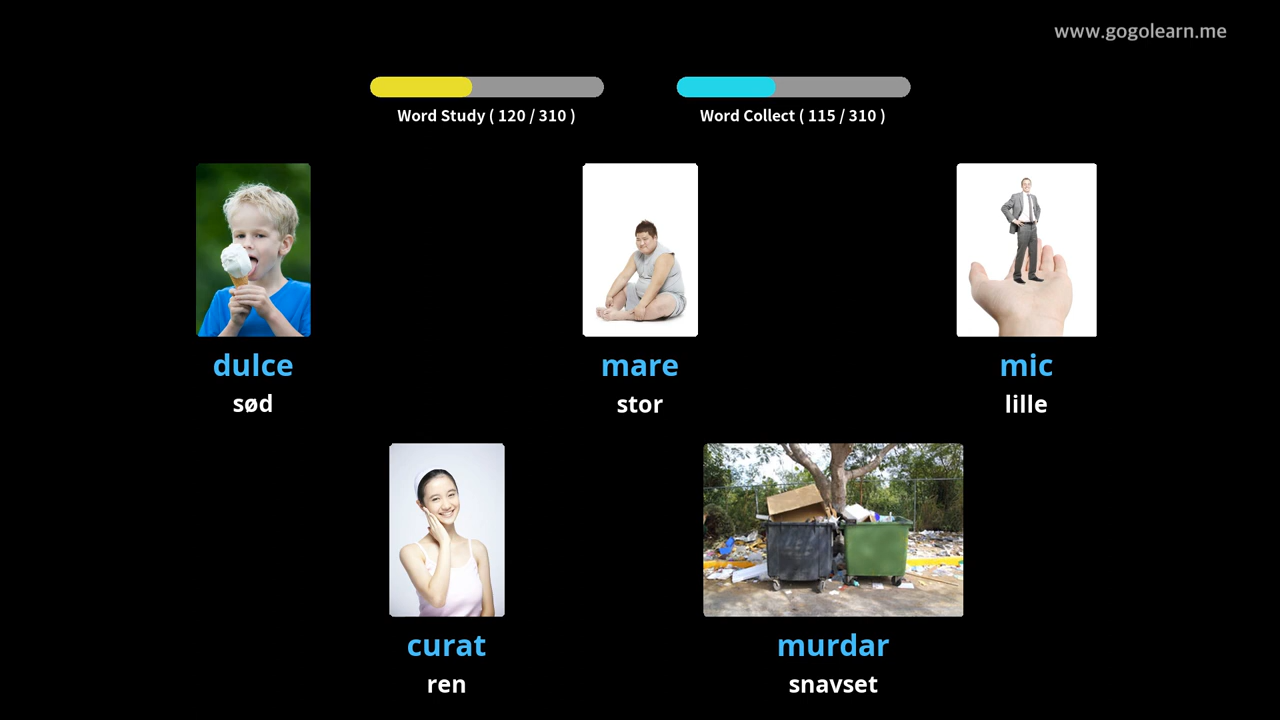 www.gogolearn.me
Word Study ( 120 / 310 )
Word Collect ( 115 / 310 )
dulce
sød
mare
stor
mic
lille
curat
ren
murdar
snavset